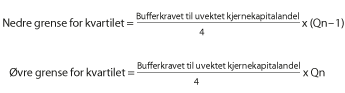 Nedre grense for kvartilet = Bufferkravet til uvektet kjernekapitalandel / 4 x (Qn–1)
Øvre grense for kvartilet = Bufferkravet til uvektet kjernekapitalandel / 4 x Qn